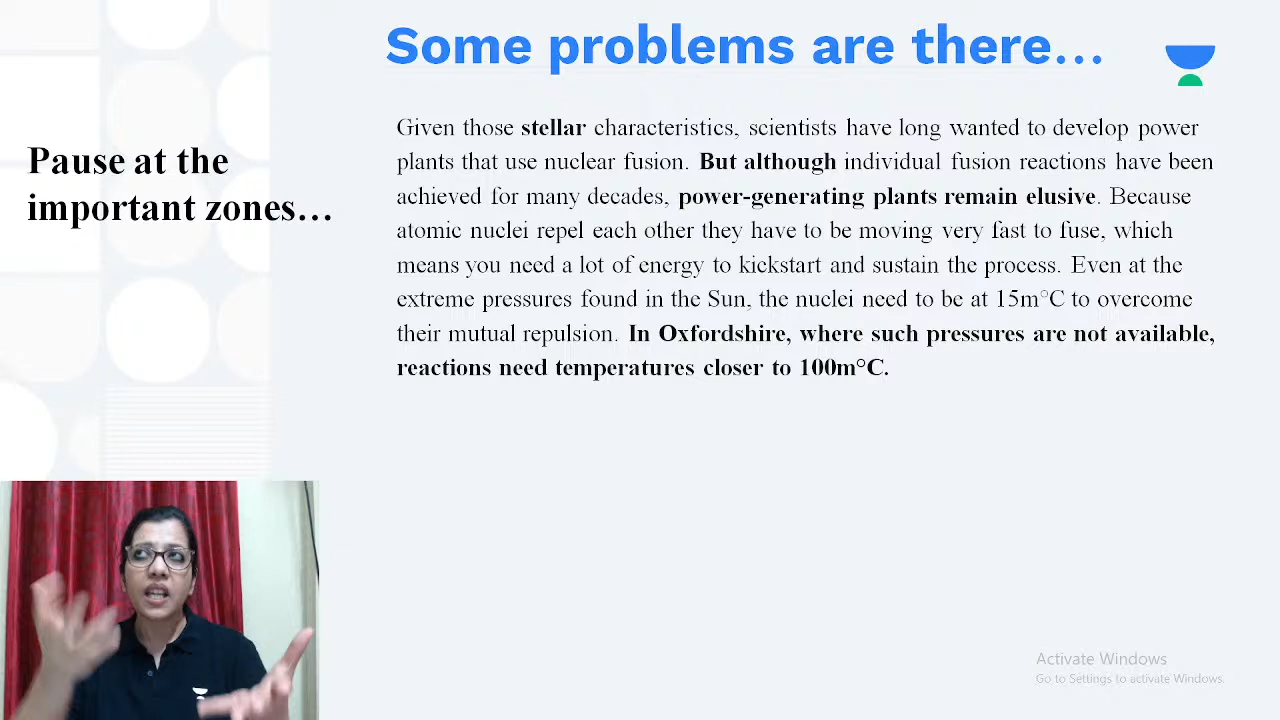 Some problems are there...
Pause at the
important zones...
Given those stellar characteristics, scientists have long wanted to develop power
plants that use nuclear fusion. But although individual fusion reactions have been
achieved for many decades, power-generating plants remain elusive. Because
atomic nuclei repel each other they have to be moving very fast to fuse, which
means you need a lot of energy to kickstart and sustain the process. Even at the
extreme pressures found in the Sun, the nuclei need to be at 15m°C to overcome
their mutual repulsion. In Oxfordshire, where such pressures are not available,
reactions need temperatures closer to 100m°C.
Activate Windows
Go to Settings to activate Windows.